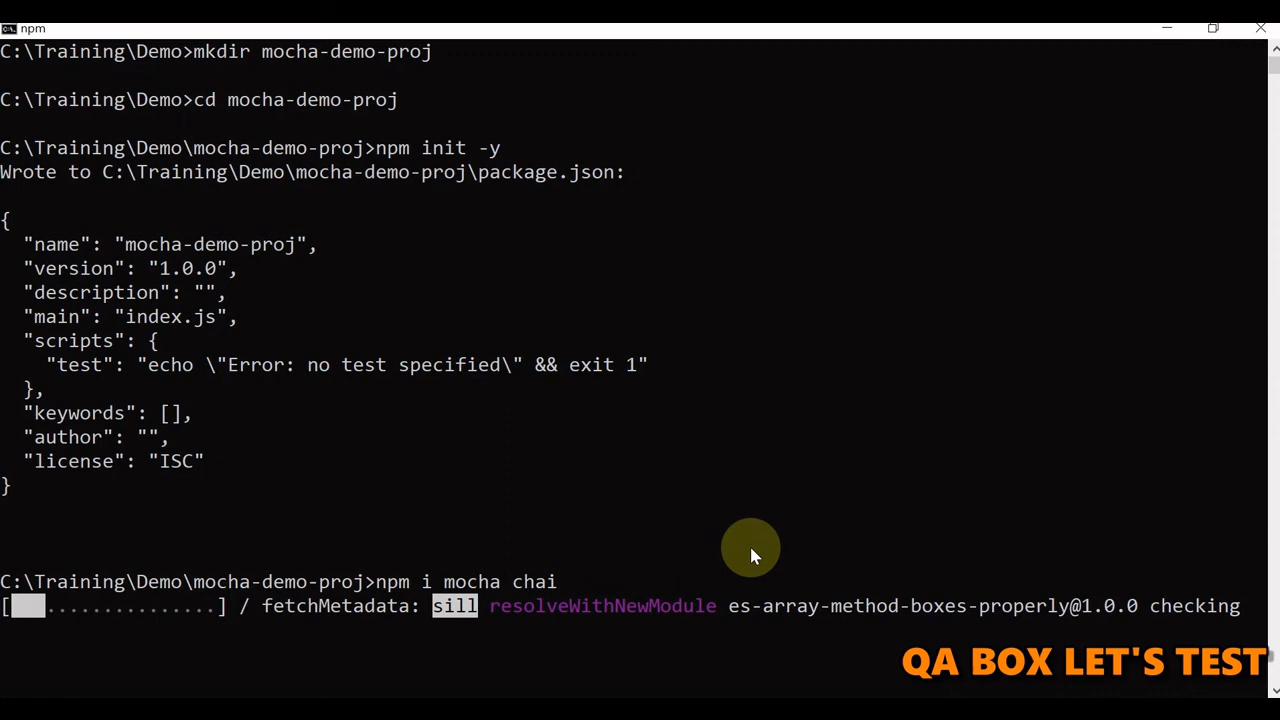 npm
C:\Training\Demo>mkdir mocha-demo-proj
C:\Training\Demo>cd mocha-demo-proj
C:\Training\Demo\mocha-demo-proj>npm init -y
Wrote to C:\Training\Demo\mocha-demo-proj\package.json:
{
  "name": "mocha-demo-proj",
  "version": "1.0.0",
  "description": "",
  "main": "index.js",
  "scripts": {
    "test": "echo \"Error: no test specified\" && exit 1"
  },
  "keywords": [],
  "author": "",
  "license": "ISC"
}
C:\Training\Demo\mocha-demo-proj>npm i mocha chai
[   ...............] / fetchMetadata: sill resolveWithNewModule es-array-method-boxes-properly@1.0.0 checking
QA BOX LET'S TEST